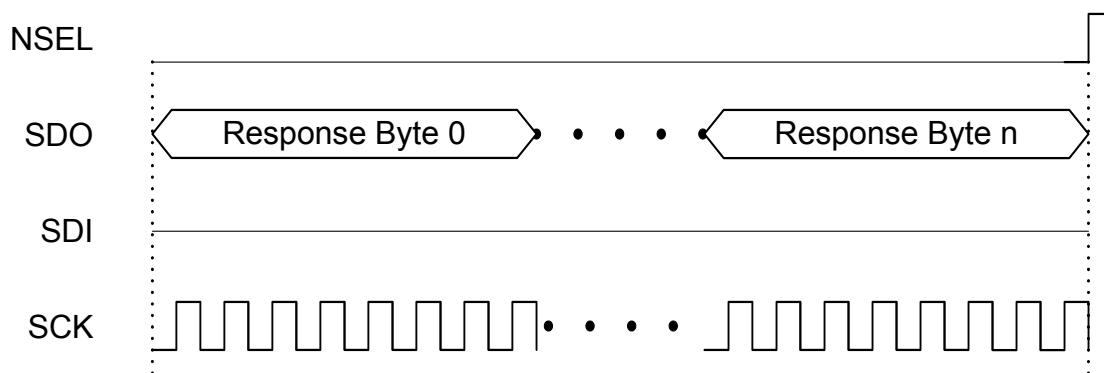 NSEL
SDO Response Byte 0 Response Byte n
SDI
SCK